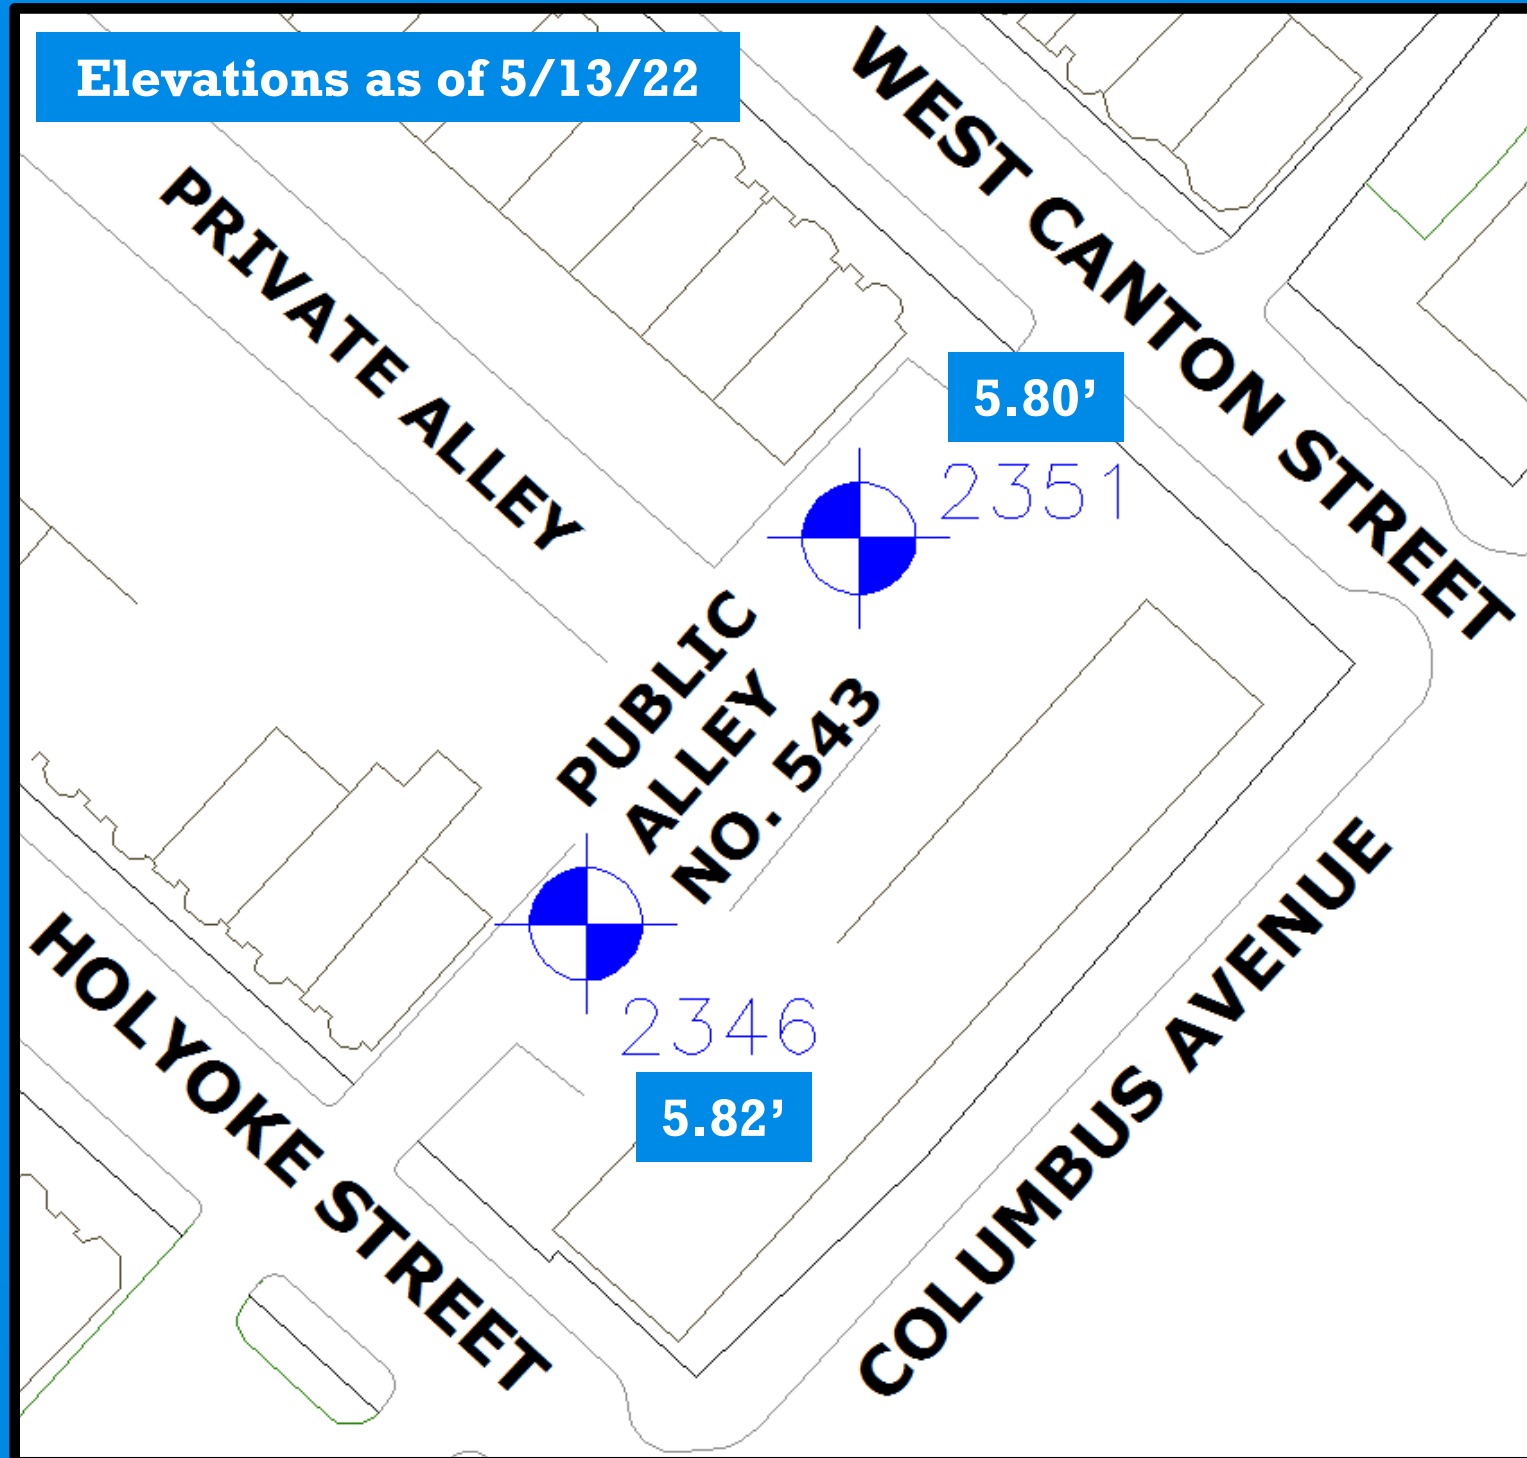 Elevations as of 5/13/22
WEST CANTON STREET
PRIVATE ALLEY
5.80’
2351
PUBLIC
ALLEY
NO. 543
2346
5.82’
HOLYOKE STREET
COLUMBUS AVENUE